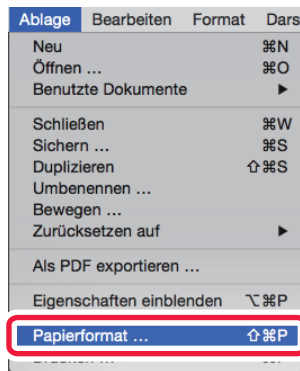 Ablage Bearbeiten Format Dars
Neu ⌘N
Öffnen ... ⌘O
Benutzte Dokumente ▶
Schließen ⌘W
Sichern ... ⌘S
Duplizieren ⇧⌘S
Umbenennen ...
Bewegen ...
Zurücksetzen auf ▶
Als PDF exportieren ...
Eigenschaften einblenden ⌥⌘P
Papierformat ... ⇧⌘P